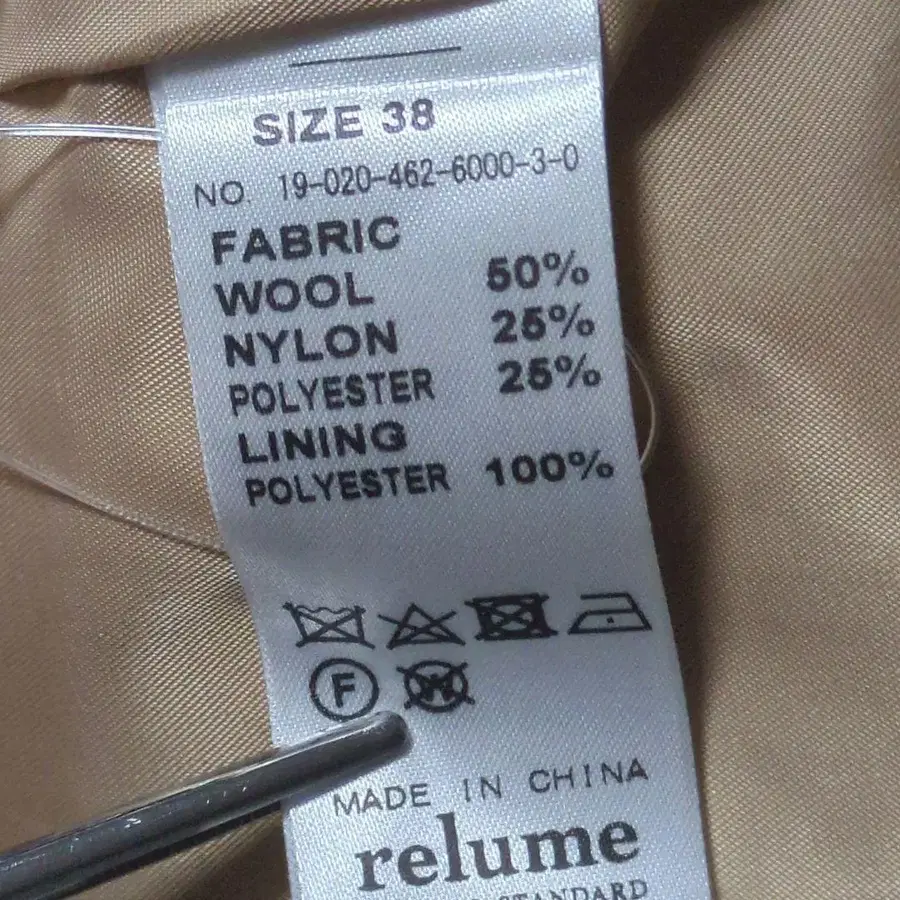 SIZE 38
NO. 19-020-462-6000-3-0
FABRIC
WOOL 50%
NYLON 25%
POLYESTER 25%
LINING
POLYESTER 100%
F W
MADE IN CHINA
relume
STANDARD